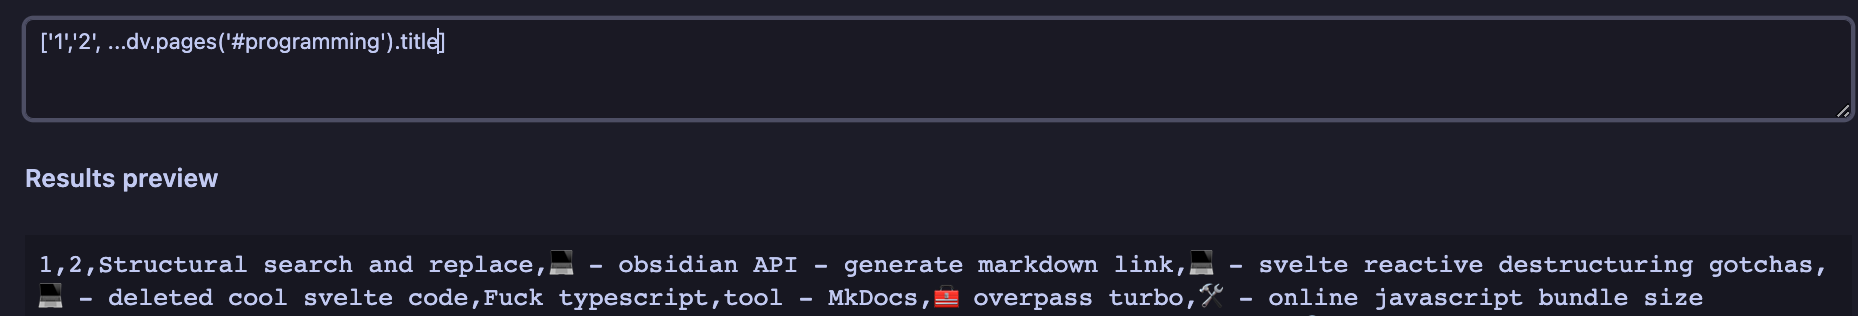 ['1','2', ...dv.pages('#programming').title]
Results preview
1,2,Structural search and replace,💻 - obsidian API - generate markdown link,💻 - svelte reactive destructuring gotchas,
💻 - deleted cool svelte code,Fuck typescript,tool - MkDocs,🧰 overpass turbo,🛠 - online javascript bundle size